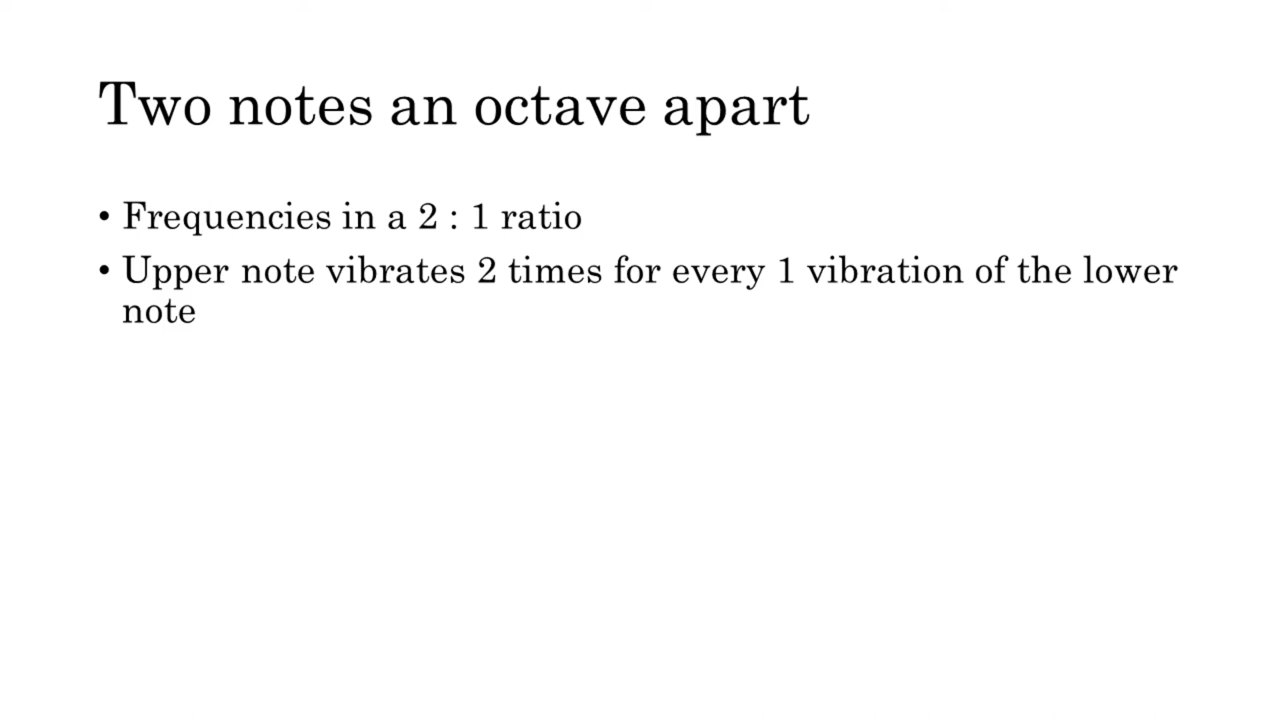 Two notes an octave apart
• Frequencies in a 2 : 1 ratio
• Upper note vibrates 2 times for every 1 vibration of the lower
note